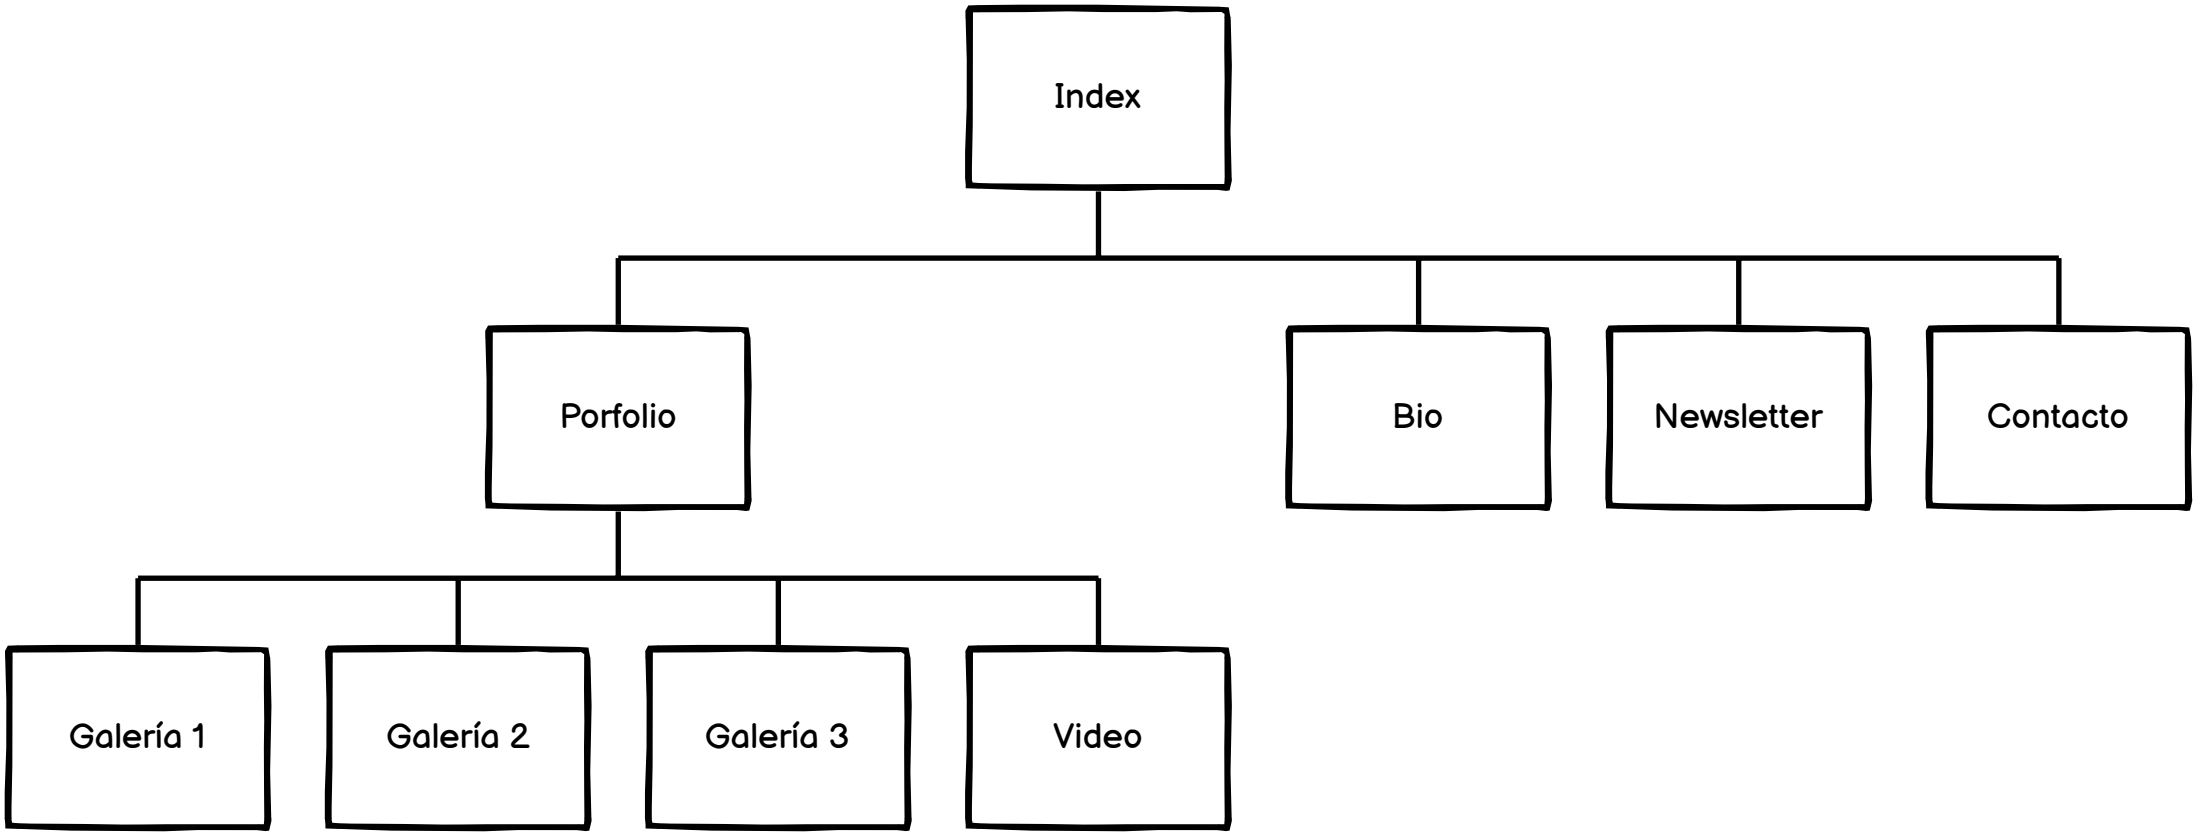 Index
Porfolio
Bio
Newsletter
Contacto
Galería 1
Galería 2
Galería 3
Video